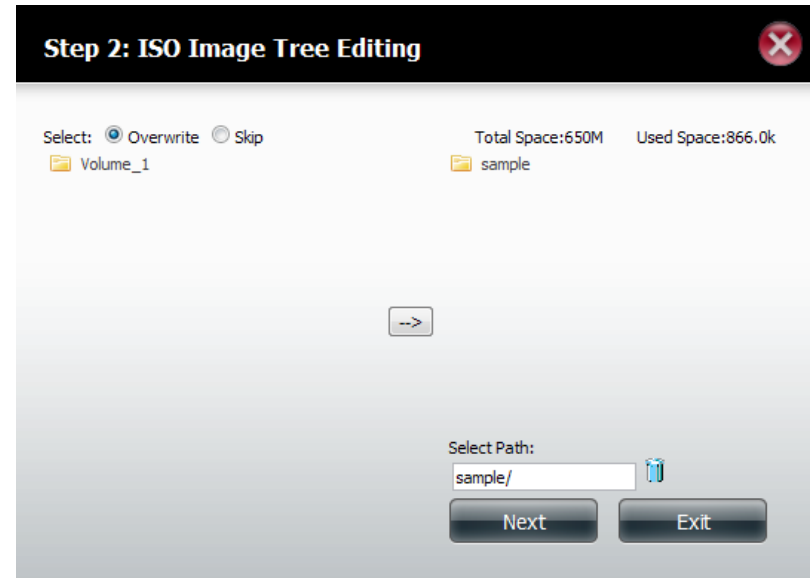 Step 2: ISO Image Tree Editing
Select: Overwrite Skip
Total Space:650M Used Space:866.0k
Volume_1
sample
-->
Select Path:
sample/
Next
Exit